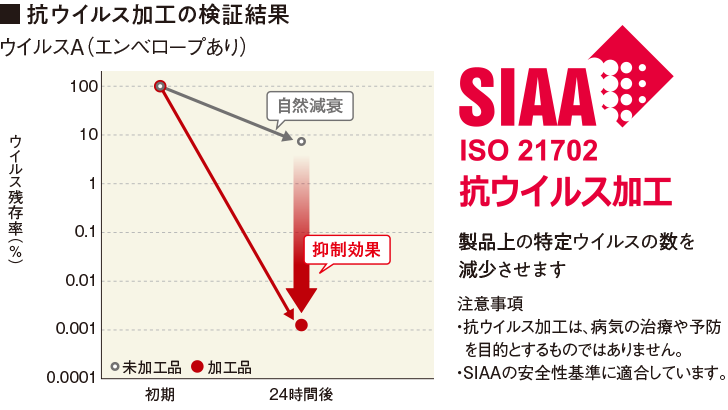 ■ 抗ウイルス加工の検証結果
ウイルスA（エンベロープあり）
ウイルス残存率（%）
100
10
1
0.1
0.01
0.001
0.0001
自然減衰
抑制効果
未加工品 加工品
初期 24時間後
SIAA
ISO 21702
抗ウイルス加工
製品上の特定ウイルスの数を
減少させます
注意事項
・抗ウイルス加工は、病気の治療や予防
を目的とするものではありません。
・SIAAの安全性基準に適合しています。